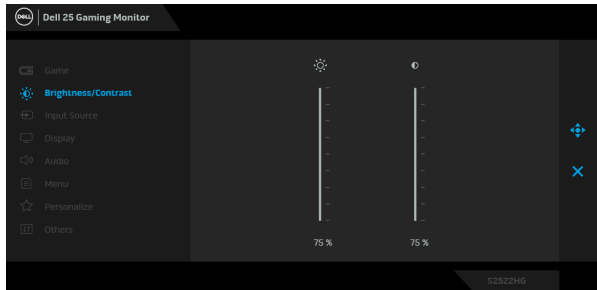 DELL
Dell 25 Gaming Monitor
Game
Brightness/Contrast
Input Source
Display
Audio
Menu
Personalize
Others
75 %
75 %
S2522HG